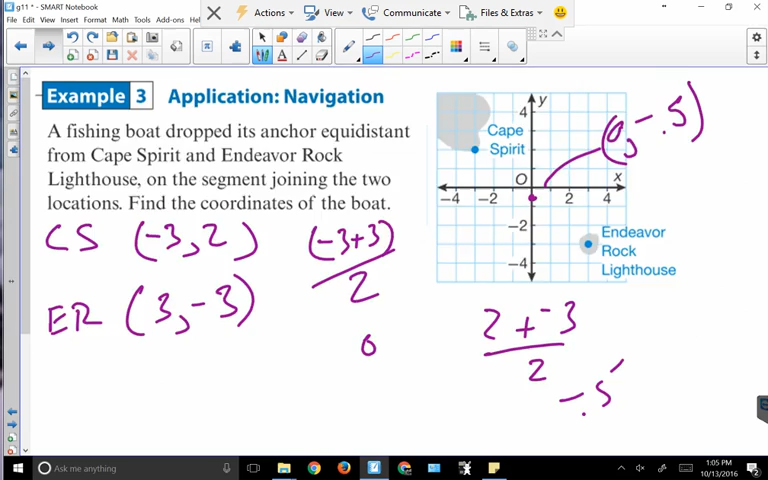 g11 * - SMART Notebook
File Edit View Insert Format Tools Add-ons Help
Actions View Communicate Files & Extras
Example 3 Application: Navigation
A fishing boat dropped its anchor equidistant
from Cape Spirit and Endeavor Rock
Lighthouse, on the segment joining the two
locations. Find the coordinates of the boat.
CS (-3, 2)
ER (3, -3)
(-3+3)
2
0
4 y
Cape
Spirit
O x
-4 -2 2 4
-2
-4
Endeavor
Rock
Lighthouse
(0, -.5)
2 + -3
2
-.5
Ask me anything
1:05 PM
10/13/2016
2